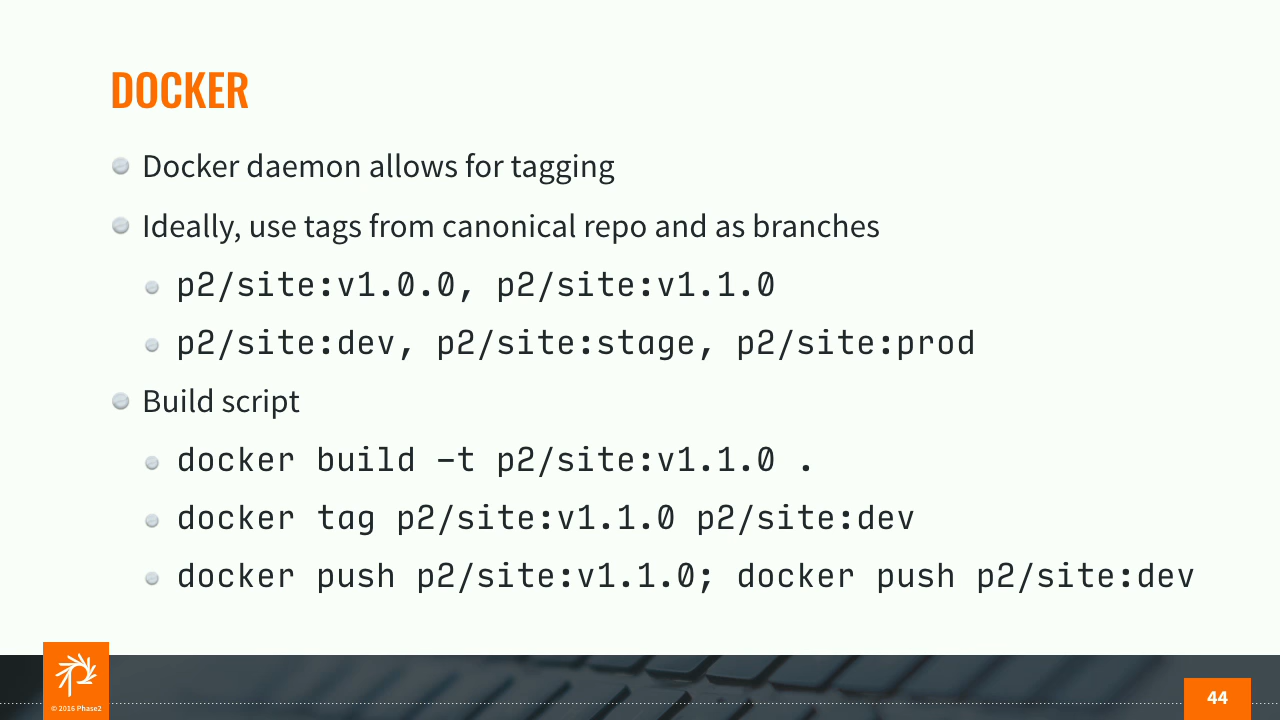 DOCKER
Docker daemon allows for tagging
Ideally, use tags from canonical repo and as branches
p2/site:v1.0.0, p2/site:v1.1.0
p2/site:dev, p2/site:stage, p2/site:prod
Build script
docker build -t p2/site:v1.1.0 .
docker tag p2/site:v1.1.0 p2/site:dev
docker push p2/site:v1.1.0; docker push p2/site:dev
© 2016 Phase2
44